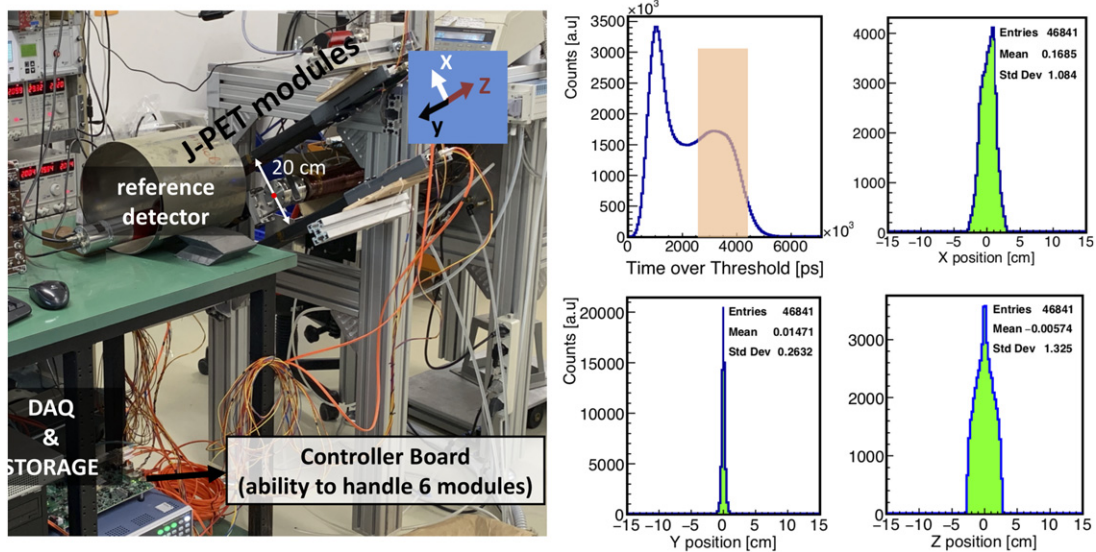 J-PET modules
X
Z
y
20 cm
reference
detector
DAQ
&
STORAGE
Controller Board
(ability to handle 6 modules)
×10³
Counts [a.u]
3500
3000
2500
2000
1500
1000
500
0
0 2000 4000 6000
×10³
Time over Threshold [ps]
Entries 46841
Mean 0.1685
Std Dev 1.084
4000
3000
2000
1000
0
−15 −10 −5 0 5 10 15
X position [cm]
Counts [a.u]
Entries 46841
Mean 0.01471
Std Dev 0.2632
20000
15000
10000
5000
0
−15 −10 −5 0 5 10 15
Y position [cm]
Entries 46841
Mean −0.00574
Std Dev 1.325
3000
2000
1000
0
−15 −10 −5 0 5 10 15
Z position [cm]